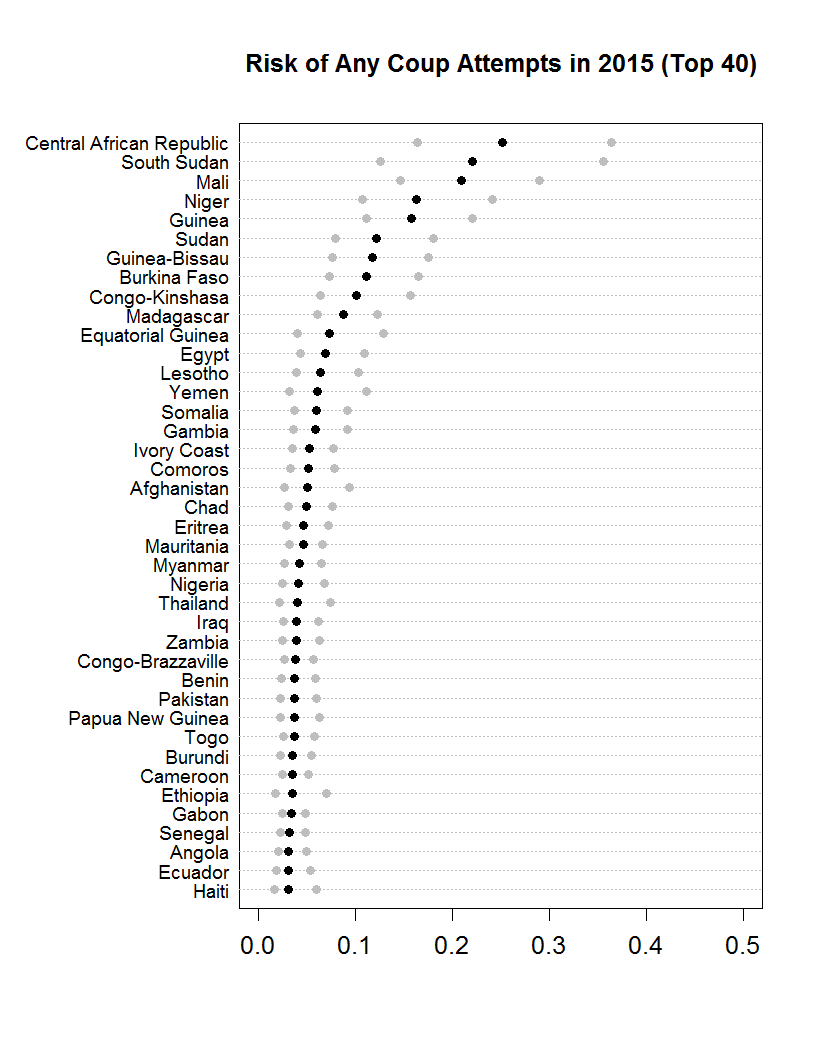 Risk of Any Coup Attempts in 2015 (Top 40)
Central African Republic
South Sudan
Mali
Niger
Guinea
Sudan
Guinea-Bissau
Burkina Faso
Congo-Kinshasa
Madagascar
Equatorial Guinea
Egypt
Lesotho
Yemen
Somalia
Gambia
Ivory Coast
Comoros
Afghanistan
Chad
Eritrea
Mauritania
Myanmar
Nigeria
Thailand
Iraq
Zambia
Congo-Brazzaville
Benin
Pakistan
Papua New Guinea
Togo
Burundi
Cameroon
Ethiopia
Gabon
Senegal
Angola
Ecuador
Haiti
0.0 0.1 0.2 0.3 0.4 0.5